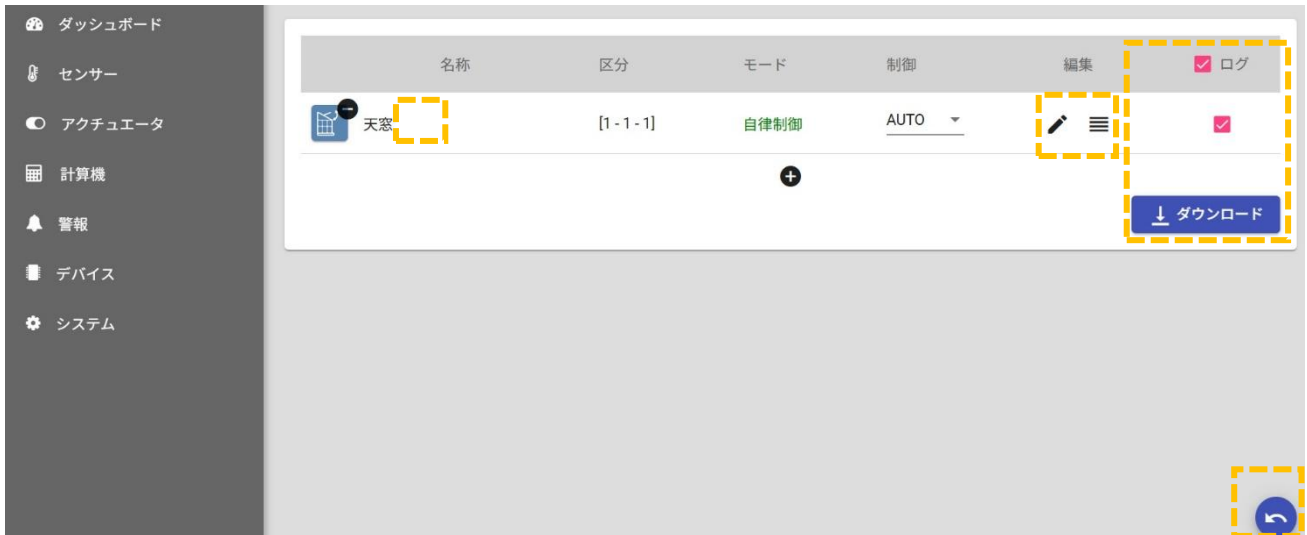 ダッシュボード
センサー
アクチュエータ
計算機
警報
デバイス
システム
名称 区分 モード 制御 編集 ログ
天窓 [1 - 1 - 1] 自律制御 AUTO
ダウンロード